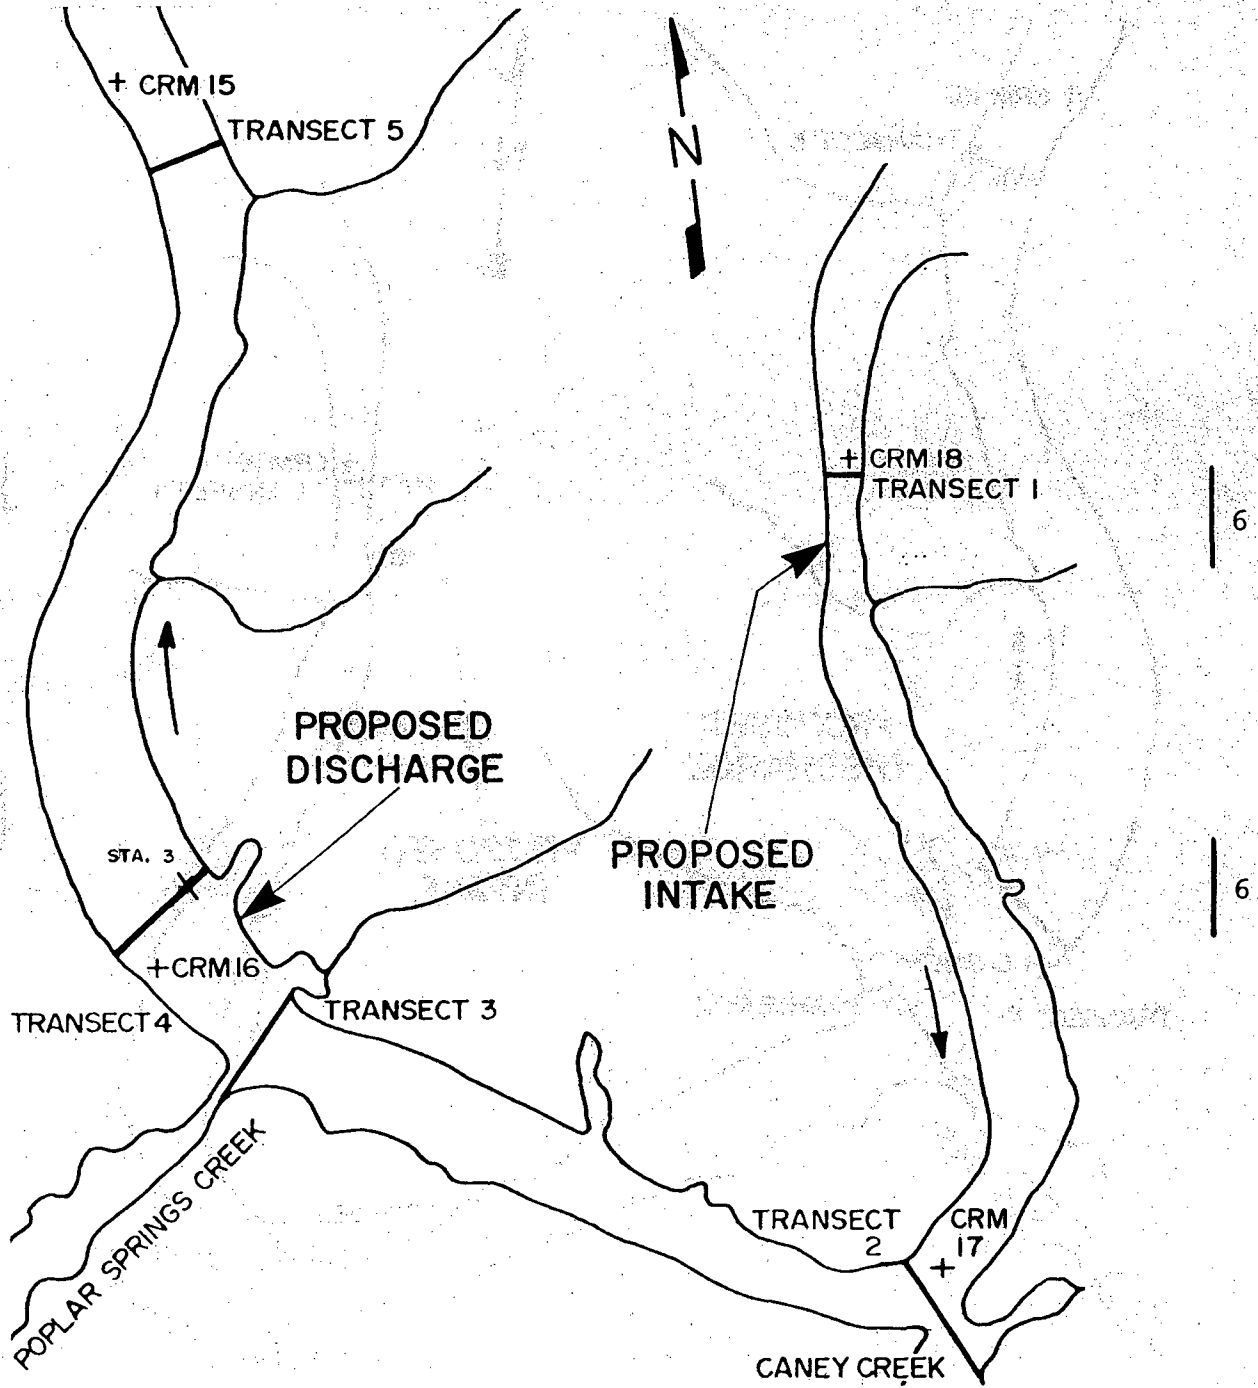 + CRM 15
TRANSECT 5
N
+ CRM 18
TRANSECT 1
6
PROPOSED
DISCHARGE
PROPOSED
INTAKE
STA. 3
6
+ CRM 16
TRANSECT 4
TRANSECT 3
POPLAR SPRINGS CREEK
TRANSECT
2
CRM
17
+
CANEY CREEK